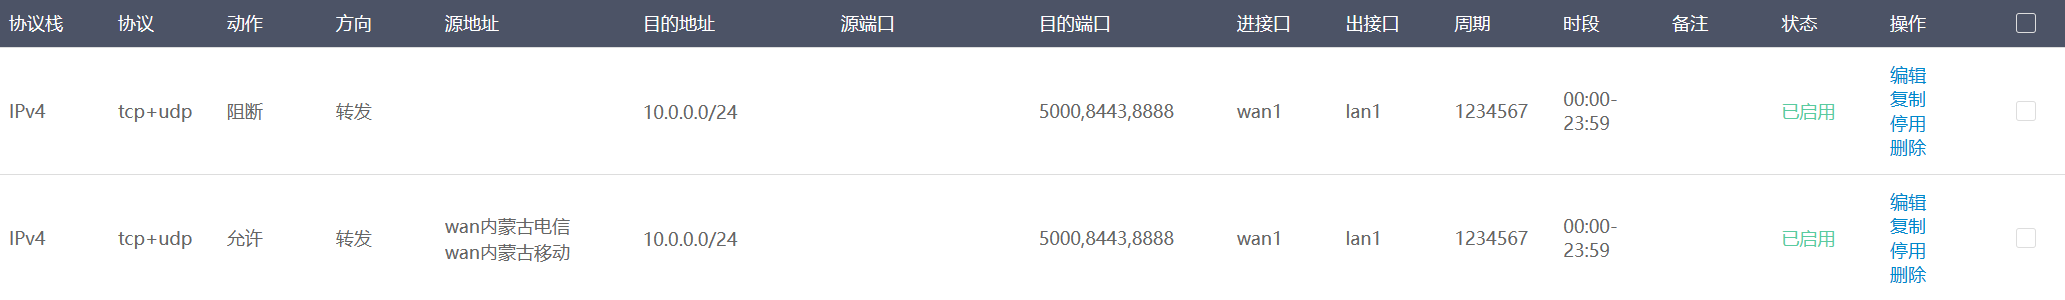 协议栈 协议 动作 方向 源地址 目的地址 源端口 目的端口 进接口 出接口 周期 时段 备注 状态 操作
IPv4 tcp+udp 阻断 转发 10.0.0.0/24 5000,8443,8888 wan1 lan1 1234567 00:00-
23:59 已启用 编辑
复制
停用
删除
IPv4 tcp+udp 允许 转发 wan内蒙古电信
wan内蒙古移动 10.0.0.0/24 5000,8443,8888 wan1 lan1 1234567 00:00-
23:59 已启用 编辑
复制
停用
删除